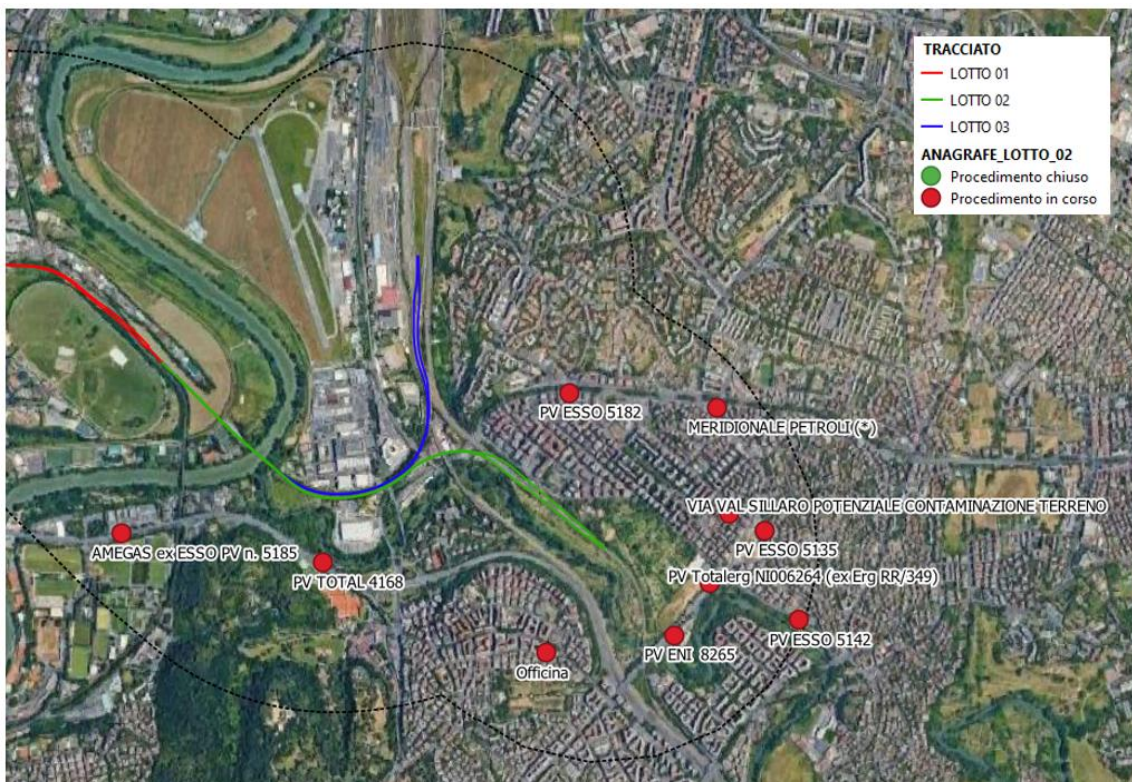 TRACCIATO
LOTTO 01
LOTTO 02
LOTTO 03
ANAGRAFE_LOTTO_02
Procedimento chiuso
Procedimento in corso
PV ESSO 5182
MERIDIONALE PETROLI (*)
VIA VAL SILLARO POTENZIALE CONTAMINAZIONE TERRENO
PV ESSO 5135
AMEGAS ex ESSO PV n. 5185
PV TOTAL 4168
PV Totalerg NI006264 (ex Erg RR/349)
PV ESSO 5142
PV ENI 8265
Officina